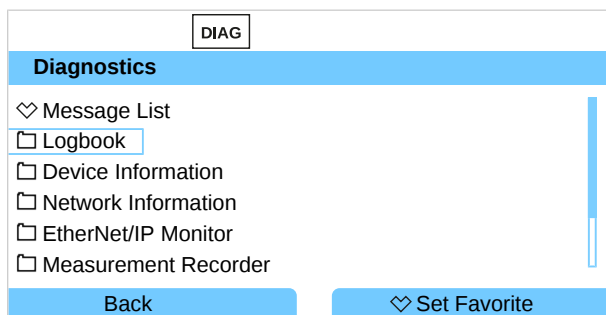 DIAG
Diagnostics
Message List
Logbook
Device Information
Network Information
EtherNet/IP Monitor
Measurement Recorder
Back Set Favorite